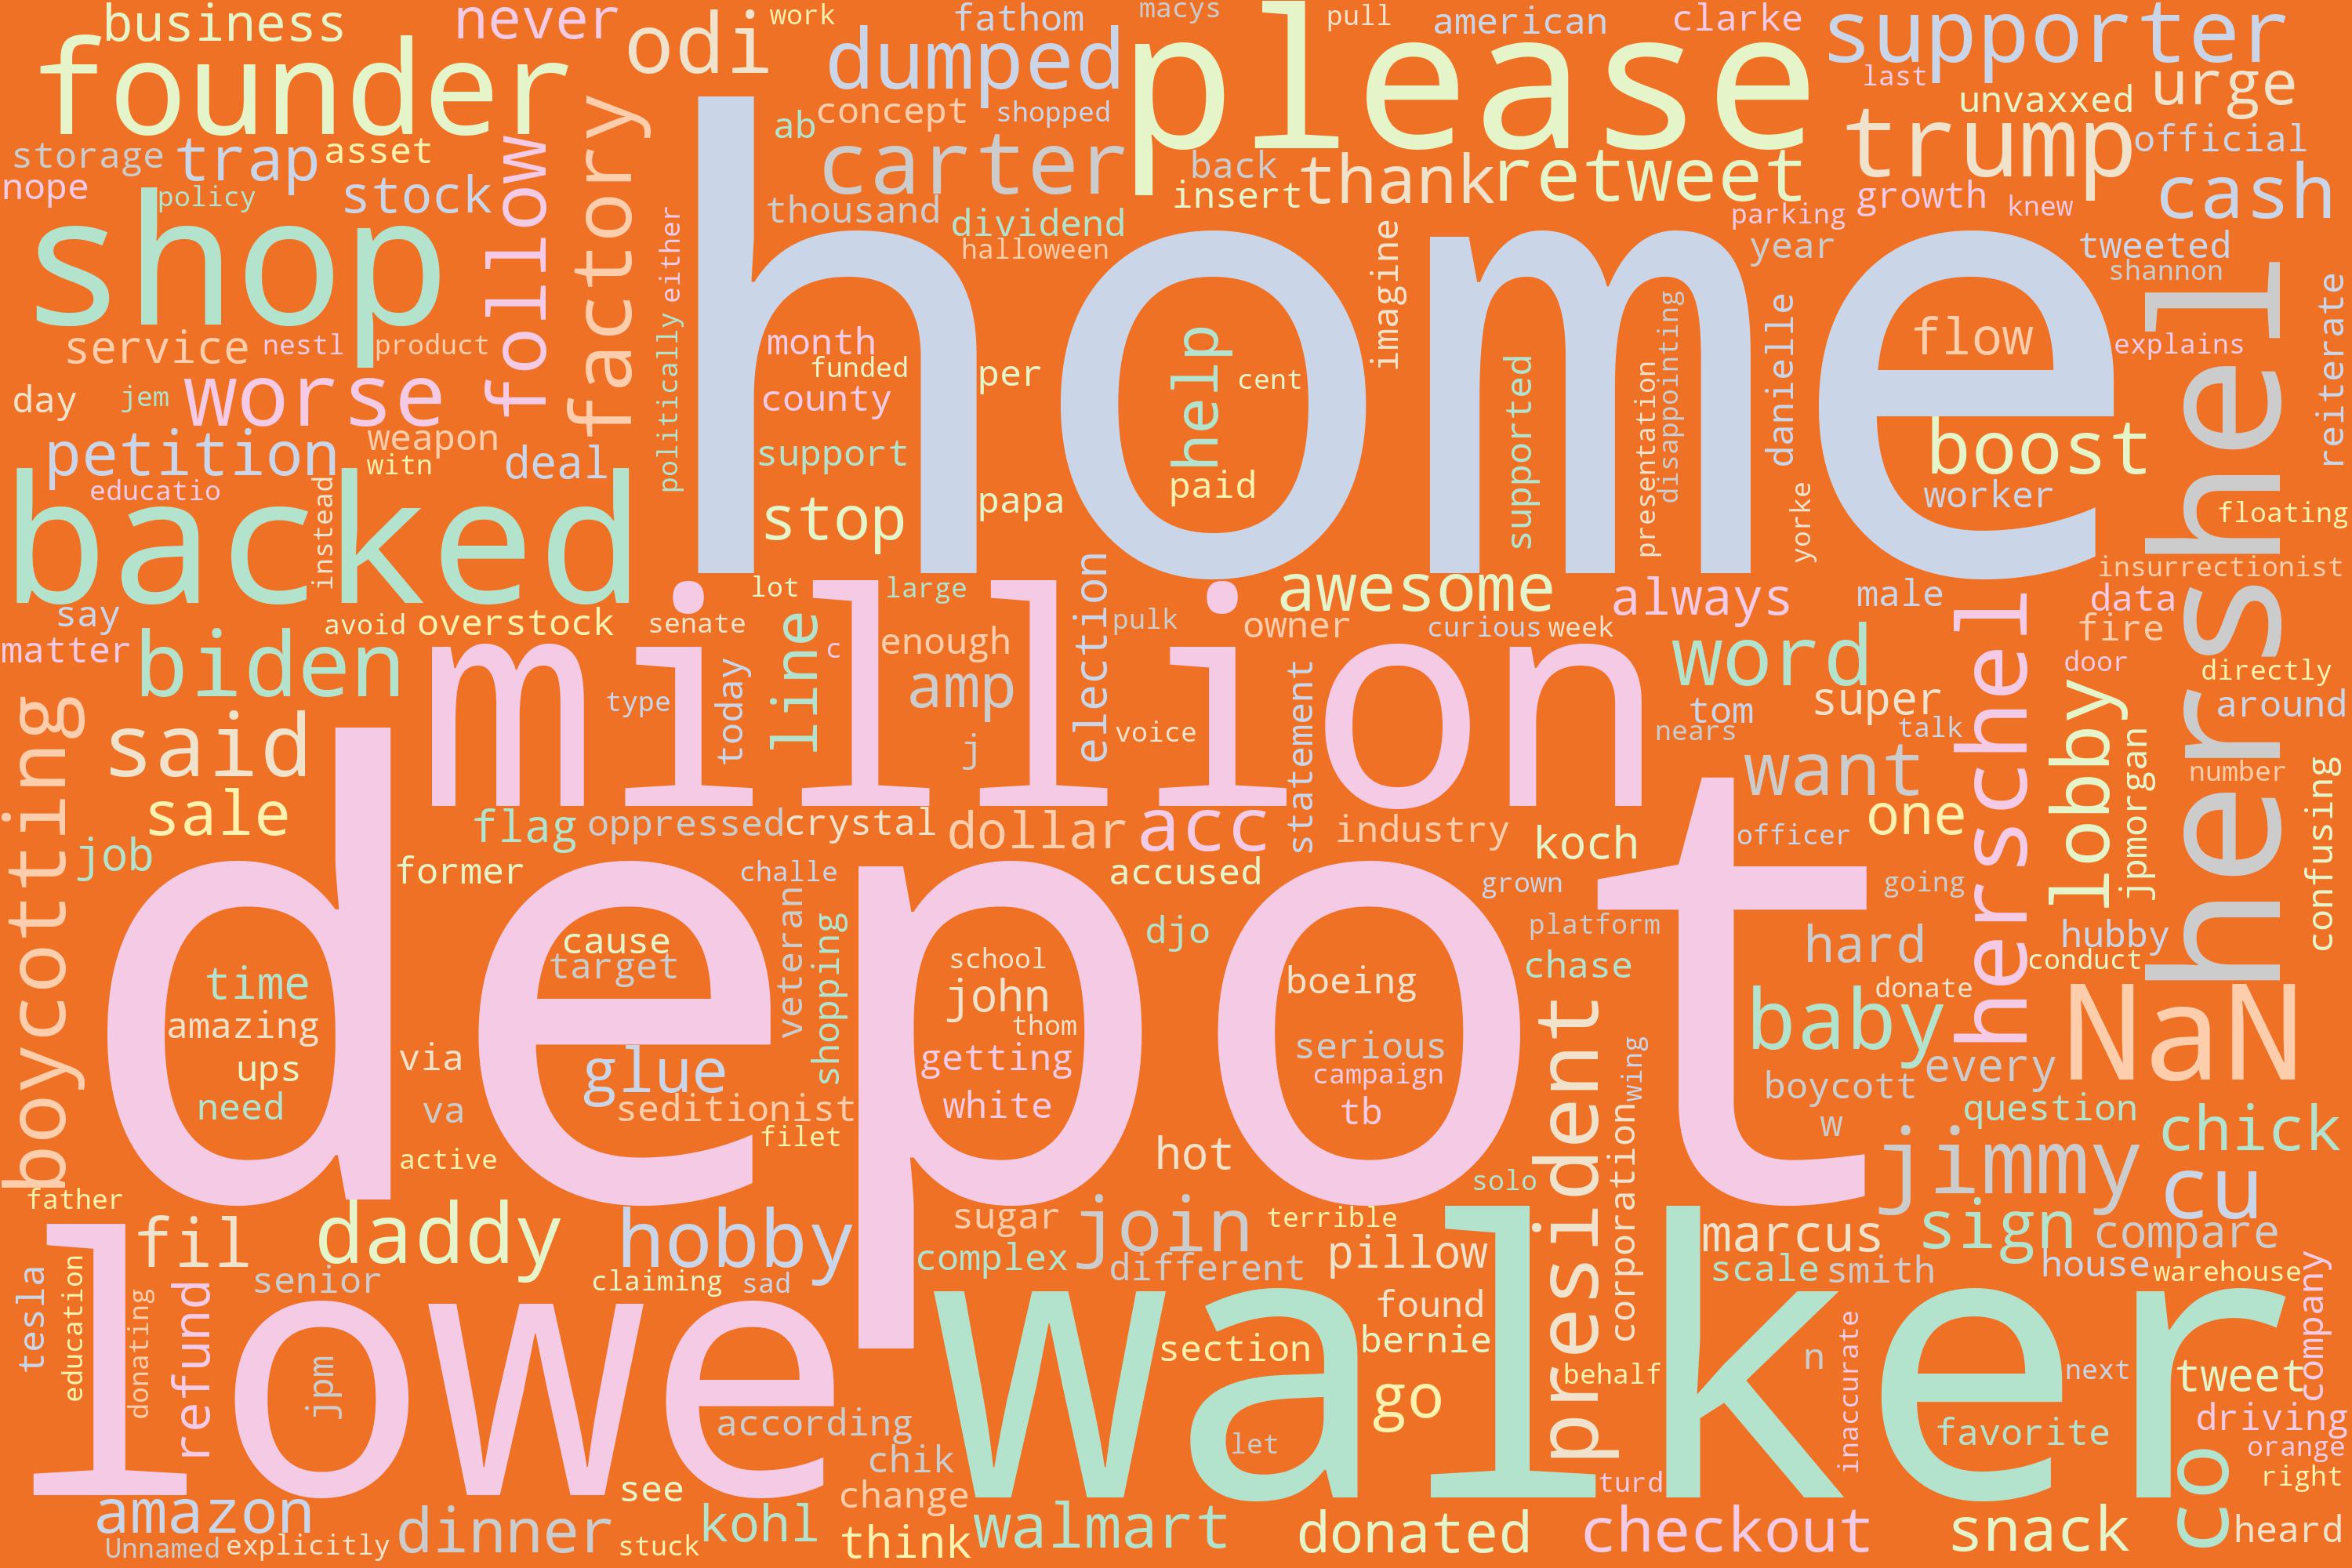 business
never
odi
work
fathom
macys
pull
american
clarke
supporter
founder
dumped
please
last
urge
unvaxxed
concept
shopped
ab
trump
official
storage
trap
asset
carter
back
thank
retweet
nope
policy
stock
follow
factory
insert
growth
knew
cash
shop
thousand
dividend
halloween
parking
year
tweeted
shannon
politically
either
home
imagine
disappointing
danielle
flow
explains
hershel
reiterate
service
nestl
product
month
funded
county
per
help
cent
supported
presentation
day
jem
worse
weapon
petition
witn
deal
support
paid
boost
worker
educatio
instead
backed
stop
papa
yorke
floating
insurrectionist
say
avoid
overstock
lot
large
senate
election
pulk
awesome
owner
always
curious
week
male
data
fire
matter
biden
million
type
today
line
c
enough
amp
j
voice
statement
word
tom
super
nears
talk
herschel
door
lobby
directly
around
boycotting
said
want
jpmorgan
number
confusing
sale
flag
oppressed
crystal
dollar
acc
industry
koch
officer
one
job
depot
former
challe
accused
grown
going
veteran
shopping
djo
platform
chase
hard
hubby
conduct
cause
target
school
john
thom
boeing
time
amazing
ups
need
via
va
active
glue
seditionist
filet
getting
white
serious
campaign
tb
president
wing
corporation
donate
baby
every
NaN
boycott
w
question
hot
jimmy
chick
cu
father
fil
daddy
hobby
sugar
complex
join
terrible
different
solo
pillow
marcus
scale
smith
sign
compare
house
warehouse
company
tesla
education
donating
refund
senior
claiming
sad
lowe
jpm
walker
section
found
bernie
go
behalf
n
inaccurate
next
tweet
favorite
driving
orange
right
co
according
chik
change
let
turd
amazon
Unnamed
explicitly
dinner
see
stuck
kohl
think
walmart
donated
checkout
snack
heard